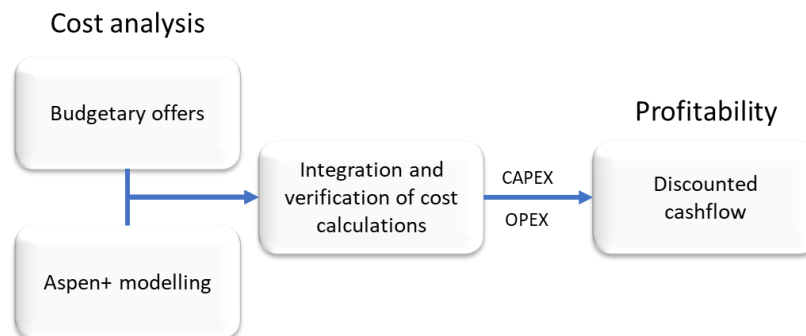 Cost analysis
Budgetary offers
Profitability
Integration and
verification of cost
calculations
CAPEX
OPEX
Discounted
cashflow
Aspen+ modelling